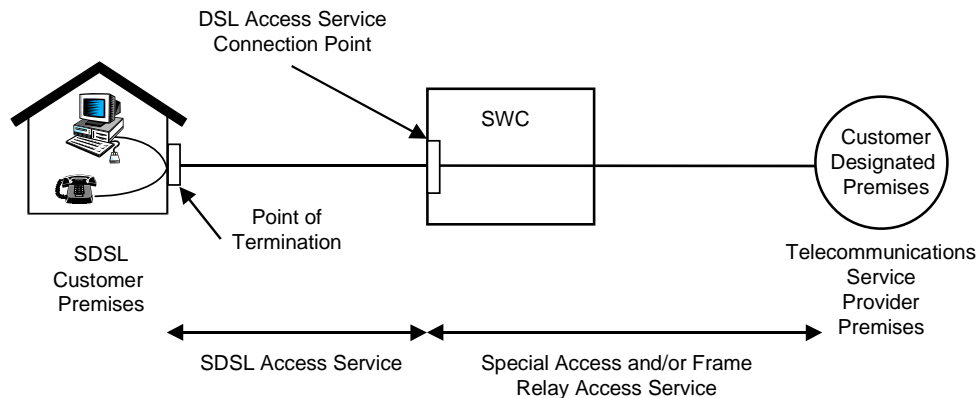 DSL Access Service
Connection Point
SWC
Customer
Designated
Premises
Point of
Termination
SDSL
Customer
Premises
Telecommunications
Service
Provider
Premises
SDSL Access Service
Special Access and/or Frame
Relay Access Service